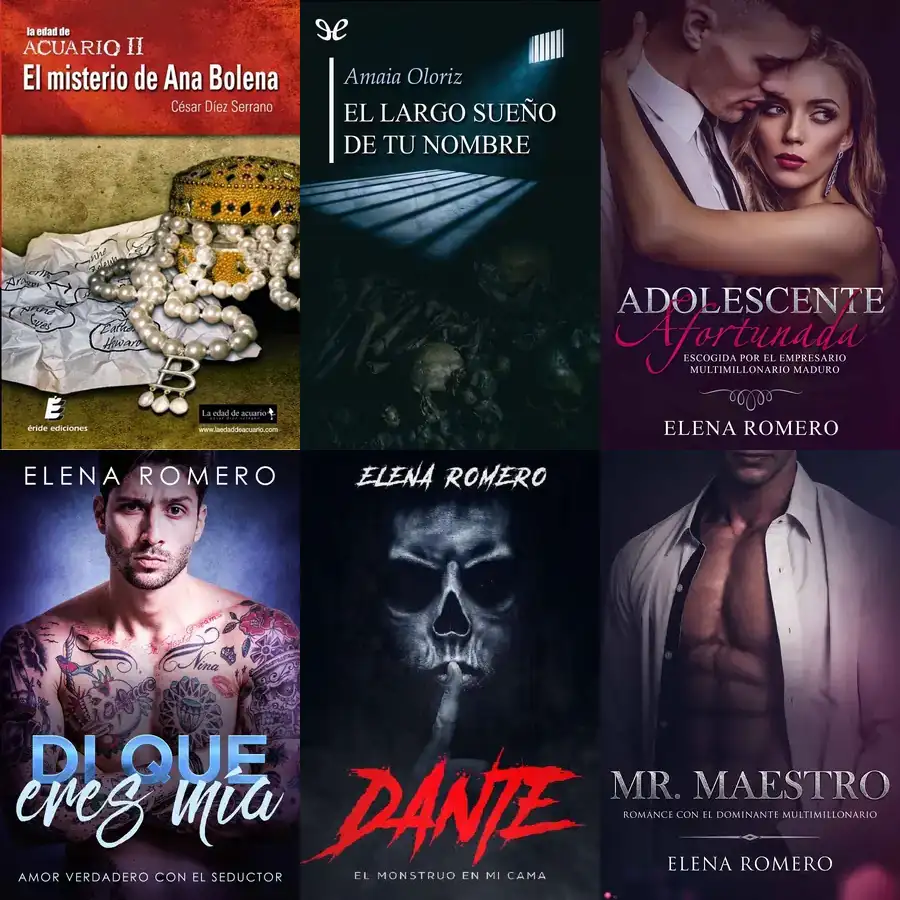 la edad de
ACUARIO II
El misterio de Ana Bolena
César Díez Serrano
Howard
B
éride ediciones
La edad de acuario
www.laedaddeacuario.com
Amaia Oloriz
EL LARGO SUEÑO
DE TU NOMBRE
ADOLESCENTE
Afortunada
ESCOGIDA POR EL EMPRESARIO
MULTIMILLONARIO MADURO
ELENA ROMERO
ELENA ROMERO
Nina
DI QUE
eres mía
AMOR VERDADERO CON EL SEDUCTOR
ELENA ROMERO
DANTE
EL MONSTRUO EN MI CAMA
MR. MAESTRO
ROMANCE CON EL DOMINANTE MULTIMILLONARIO
ELENA ROMERO